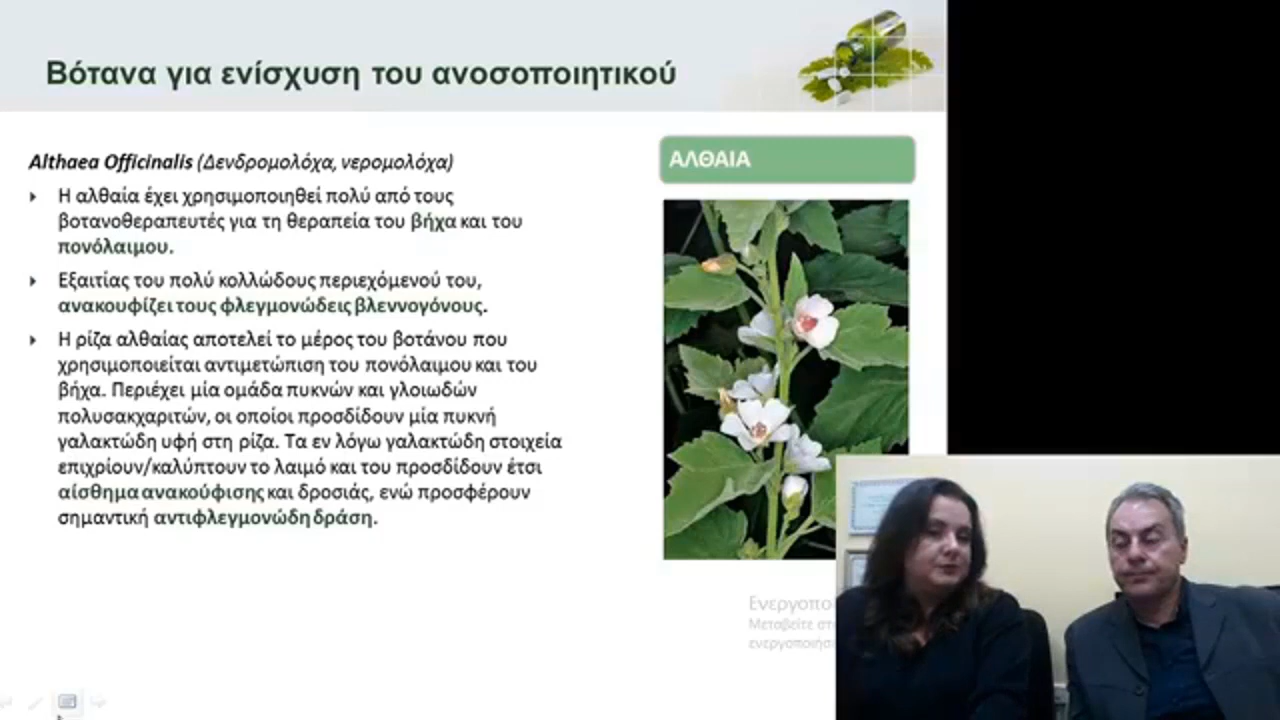 Βότανα για ενίσχυση του ανοσοποιητικού
Althaea Officinalis (Δενδρομολόχα, νερομολόχα)
Η αλθαία έχει χρησιμοποιηθεί πολύ από τους
βοτανοθεραπευτές για τη θεραπεία του βήχα και του
πονόλαιμου.
Εξαιτίας του πολύ κολλώδους περιεχόμενού του,
ανακουφίζει τους φλεγμονώδεις βλεννογόνους.
Η ρίζα αλθαίας αποτελεί το μέρος του βοτάνου που
χρησιμοποιείται αντιμετώπιση του πονόλαιμου και του
βήχα. Περιέχει μία ομάδα πυκνών και γλοιωδών
πολυσακχαριτών, οι οποίοι προσδίδουν μία πυκνή
γαλακτώδη υφή στη ρίζα. Τα εν λόγω γαλακτώδη στοιχεία
επιχρίουν/καλύπτουν το λαιμό και του προσδίδουν έτσι
αίσθημα ανακούφισης και δροσιάς, ενώ προσφέρουν
σημαντική αντιφλεγμονώδη δράση.
ΑΛΘΑΙΑ
Ενεργοπο
Μεταβείτε στ
ενεργοποιήσ